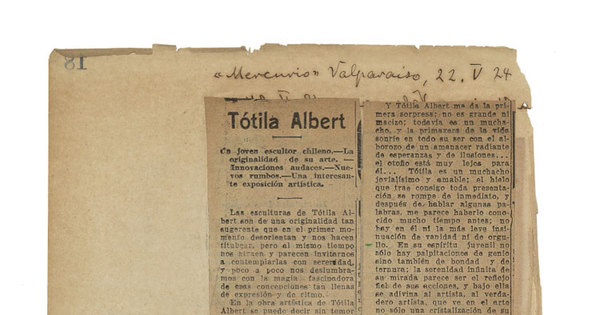 81
"Mercurio" Valparaiso, 22. V 24
Tótila Albert
Un joven escultor chileno.—La
originalidad de su arte.—
Innovaciones audaces.—Nue-
vos rumbos.—Una interesan-
te exposición artística.
Las esculturas de Tótila Al-
bert son de una originalidad tan
sugerente que en el primer mo-
mento desorientan y nos hacen
titubear, pero al mismo tiempo
nos atraen y parecen invitarnos
a contemplarlas con serenidad,
y poco a poco nos deslumbra-
mos con la magia fascinadora
de esas concepciones tan llenas
de expresión y de ritmo.
En la obra artística de Tótila
Albert se puede decir sin temor
Y Tótila Albert me da la pri-
mera sorpresa: no es grande ni
macizo; todavía es un mucha-
cho, y la primavera de la vida
sonríe en todo su ser con el al-
borozo de un amanecer radiante
de esperanzas y de ilusiones...
el otoño está muy lejos para
él... Tótila es un muchacho
jovialísimo y amable; el hielo
que trae consigo toda presenta-
ción se rompe de inmediato, y
después de hablar algunas pa-
labras, me parece haberlo cono-
cido mucho tiempo antes; no
hay en él ni la más leve insi-
nuación de vanidad ni de orgu-
llo. En su espíritu juvenil no
sólo hay palpitaciones de genio
sino también de bondad y de
ternura; la serenidad infinita de
su mirada parece ser el reflejo
fiel de sus acciones, y bajo ella
se adivina al artista, al verda-
dero artista, que ve en el arte
no sólo una cristalización de su